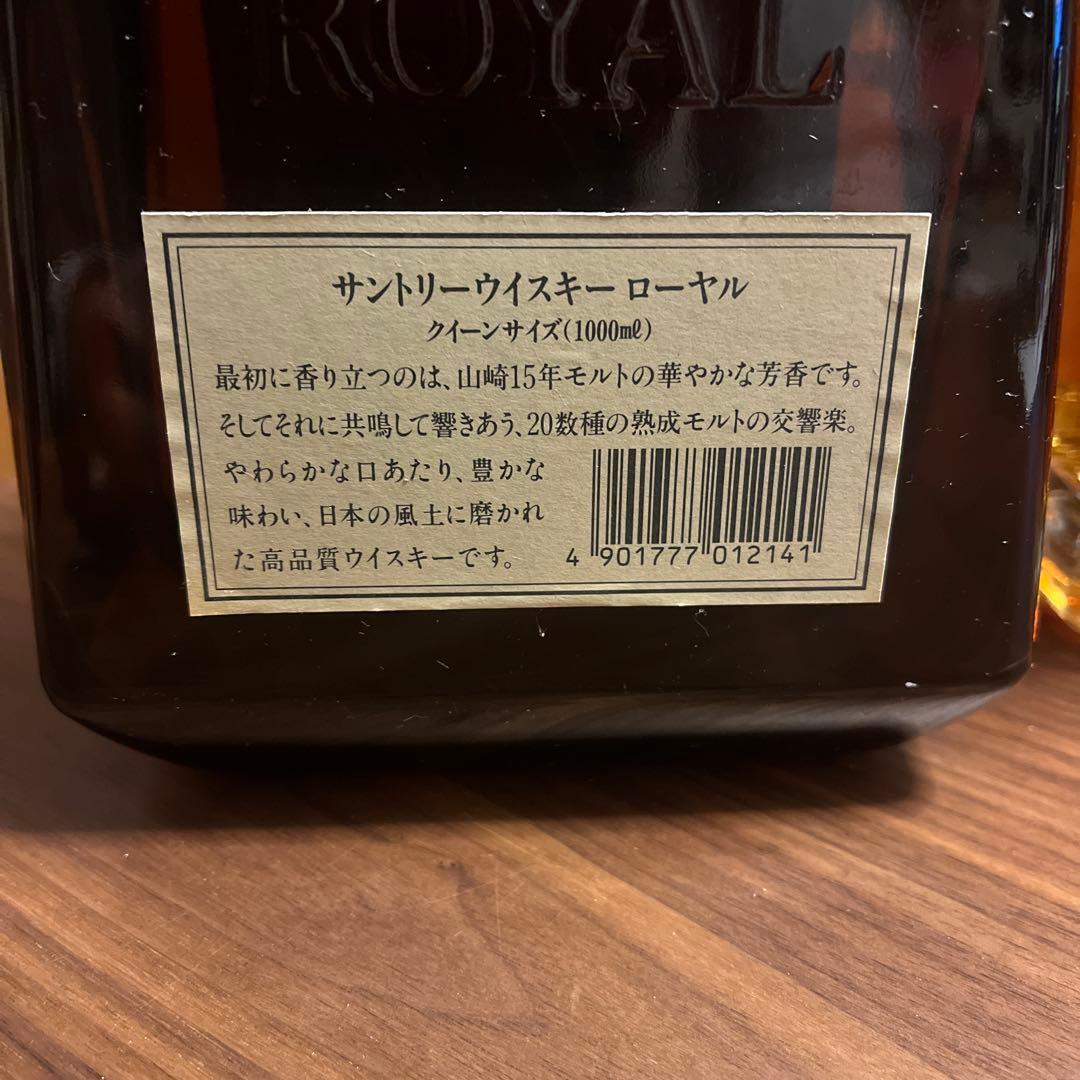 ROYAL
サントリーウイスキー ローヤル
クイーンサイズ(1000mℓ)
最初に香り立つのは、山崎15年モルトの華やかな芳香です。
そしてそれに共鳴して響きあう、20数種の熟成モルトの交響楽。
やわらかな口あたり、豊かな
味わい、日本の風土に磨かれ
た高品質ウイスキーです。
4 901777 012141